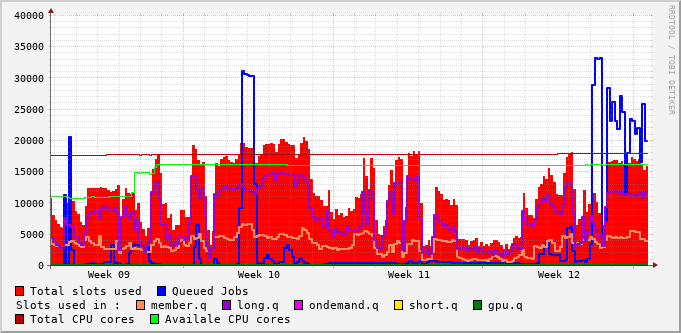 40000
35000
30000
25000
20000
15000
10000
5000
0
Week 09 Week 10 Week 11 Week 12
Total slots used Queued Jobs
Slots used in : member.q long.q ondemand.q short.q gpu.q
Total CPU cores Availale CPU cores
RRDTOOL / TOBI OETIKER